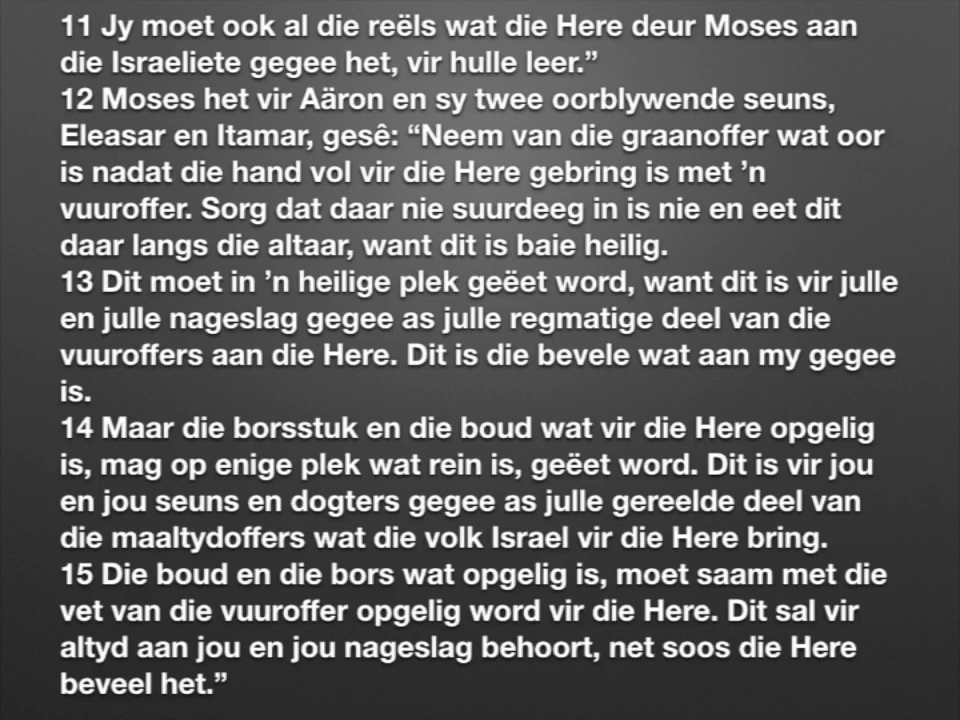 11 Jy moet ook al die reëls wat die Here deur Moses aan
die Israeliete gegee het, vir hulle leer.”
12 Moses het vir Aäron en sy twee oorblywende seuns,
Eleasar en Itamar, gesê: “Neem van die graanoffer wat oor
is nadat die hand vol vir die Here gebring is met ’n
vuuroffer. Sorg dat daar nie suurdeeg in is nie en eet dit
daar langs die altaar, want dit is baie heilig.
13 Dit moet in ’n heilige plek geëet word, want dit is vir julle
en julle nageslag gegee as julle regmatige deel van die
vuuroffers aan die Here. Dit is die bevele wat aan my gegee
is.
14 Maar die borsstuk en die boud wat vir die Here opgelig
is, mag op enige plek wat rein is, geëet word. Dit is vir jou
en jou seuns en dogters gegee as julle gereelde deel van
die maaltydoffers wat die volk Israel vir die Here bring.
15 Die boud en die bors wat opgelig is, moet saam met die
vet van die vuuroffer opgelig word vir die Here. Dit sal vir
altyd aan jou en jou nageslag behoort, net soos die Here
beveel het.”